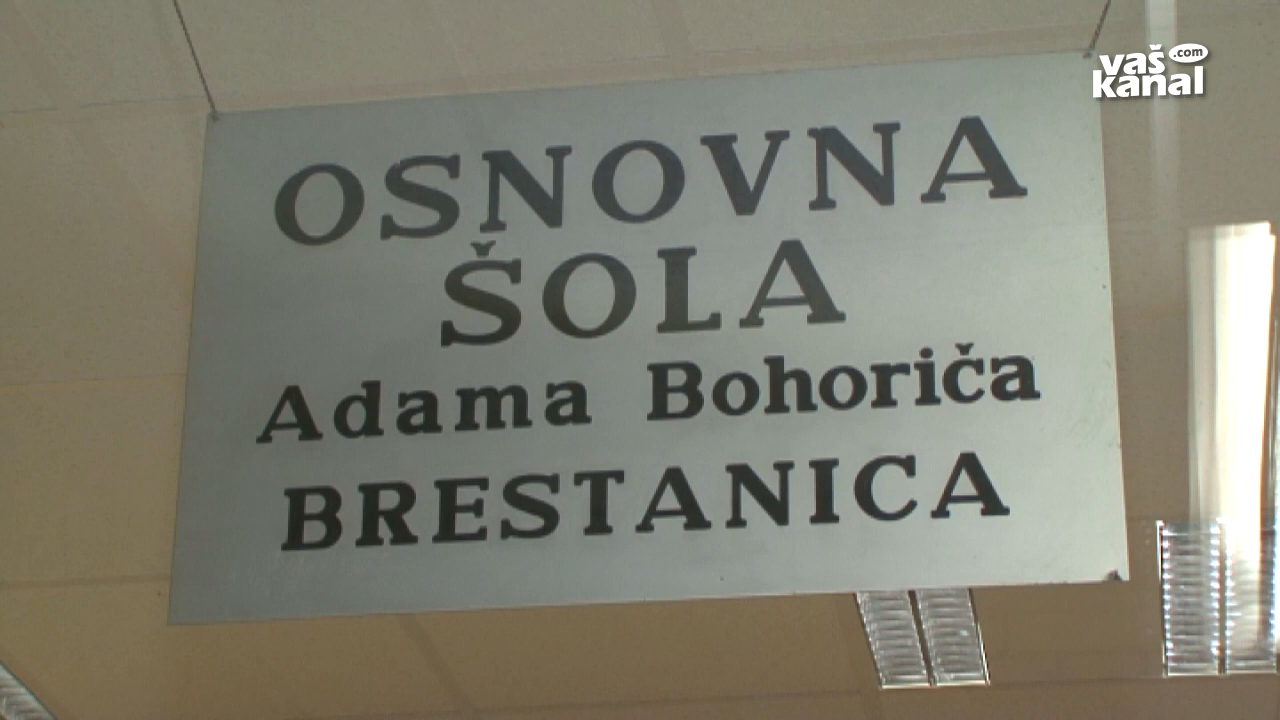 vaš .com
kanal
OSNOVNA
ŠOLA
Adama Bohoriča
BRESTANICA